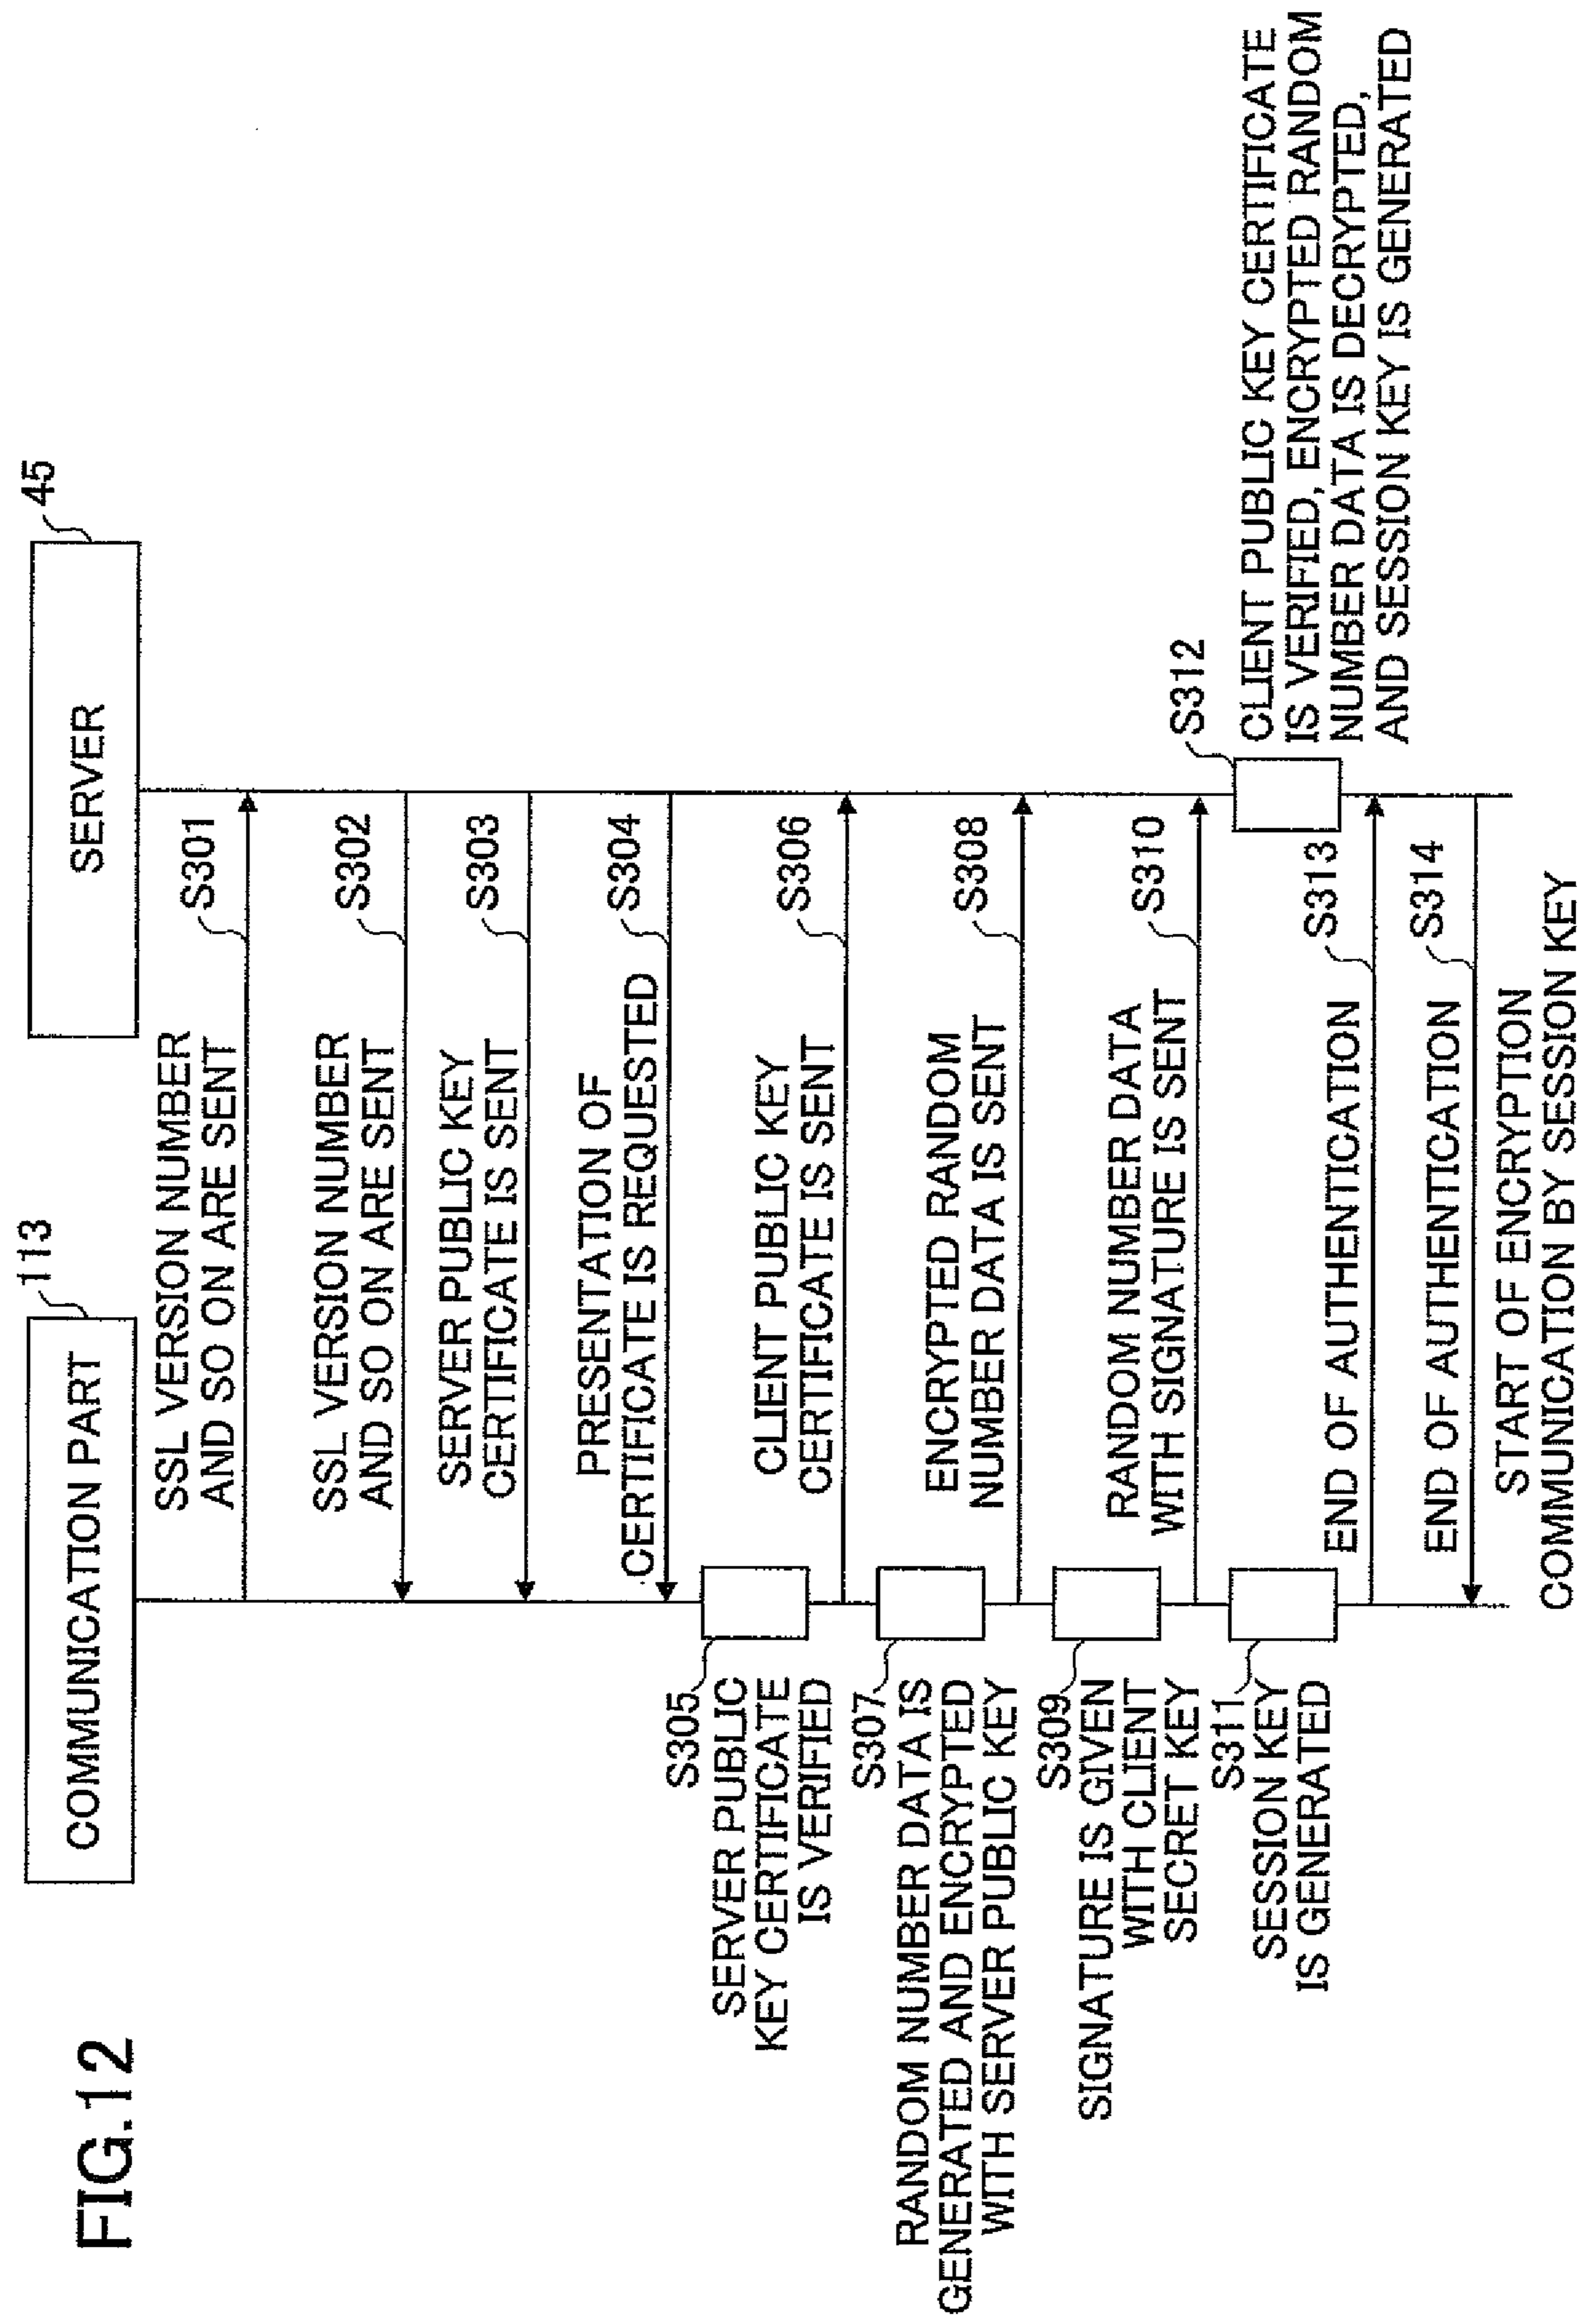 FIG.12
COMMUNICATION PART
113
SERVER
45
SSL VERSION NUMBER
AND SO ON ARE SENT
S301
SSL VERSION NUMBER
AND SO ON ARE SENT
S302
SERVER PUBLIC KEY
CERTIFICATE IS SENT
S303
PRESENTATION OF
CERTIFICATE IS REQUESTED
S304
S305
SERVER PUBLIC
KEY CERTIFICATE
IS VERIFIED
CLIENT PUBLIC KEY
CERTIFICATE IS SENT
S306
S307
RANDOM NUMBER DATA IS
GENERATED AND ENCRYPTED
WITH SERVER PUBLIC KEY
ENCRYPTED RANDOM
NUMBER DATA IS SENT
S308
S309
SIGNATURE IS GIVEN
WITH CLIENT
SECRET KEY
RANDOM NUMBER DATA
WITH SIGNATURE IS SENT
S310
S311
SESSION KEY
IS GENERATED
S312
CLIENT PUBLIC KEY CERTIFICATE
IS VERIFIED, ENCRYPTED RANDOM
NUMBER DATA IS DECRYPTED,
AND SESSION KEY IS GENERATED
END OF AUTHENTICATION
S313
END OF AUTHENTICATION
S314
START OF ENCRYPTION
COMMUNICATION BY SESSION KEY